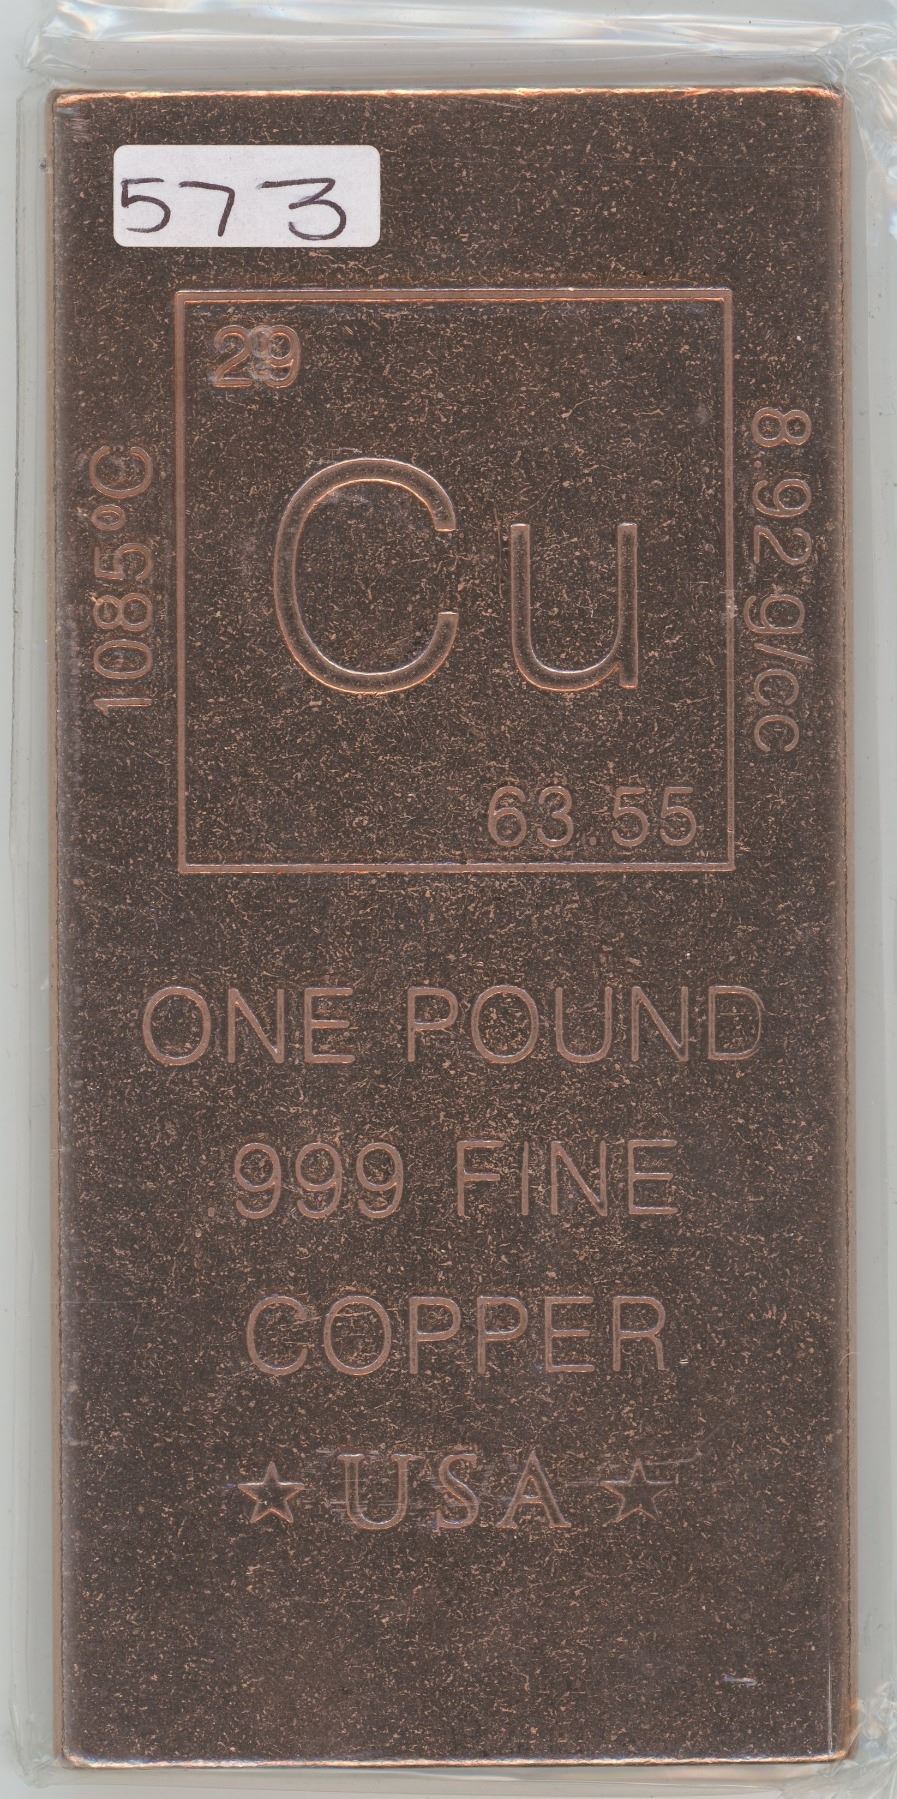 573
29
Cu
63.55
1085°C
8.92 g/cc
ONE POUND
.999 FINE
COPPER
☆ USA ☆